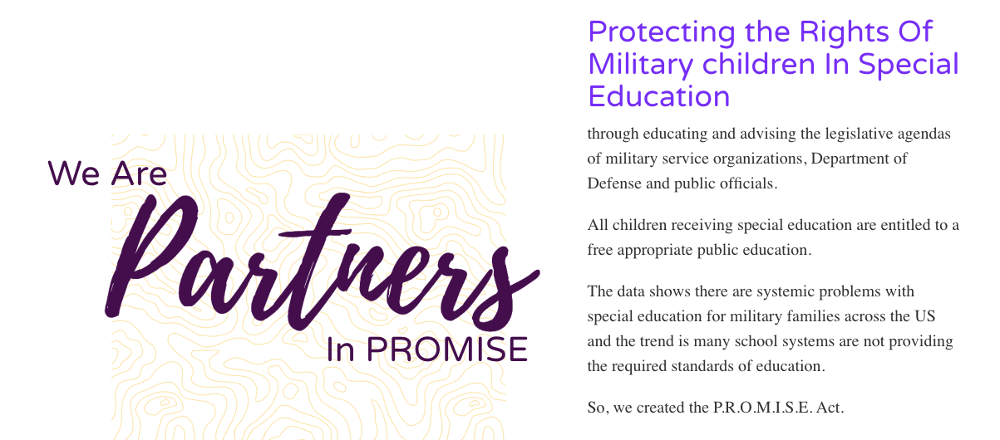 We Are
Partners
In PROMISE
Protecting the Rights Of
Military children In Special
Education
through educating and advising the legislative agendas
of military service organizations, Department of
Defense and public officials.
All children receiving special education are entitled to a
free appropriate public education.
The data shows there are systemic problems with
special education for military families across the US
and the trend is many school systems are not providing
the required standards of education.
So, we created the P.R.O.M.I.S.E. Act.